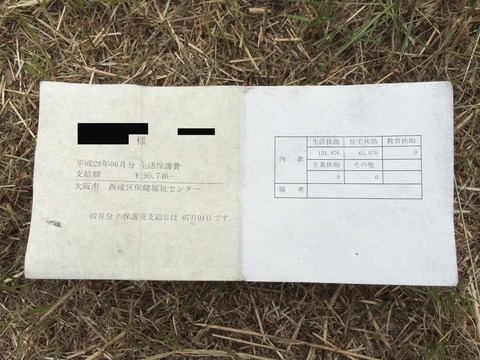 様
平成28年06月分 生活保護費
支給額 ¥195,746-
大阪市 西成区保健福祉センター
07月分 の保護費支給日は 07月01日 です。
内訳 生活扶助 住宅扶助 教育扶助
131,876 63,870 0
生業扶助 その他
0 0
備考